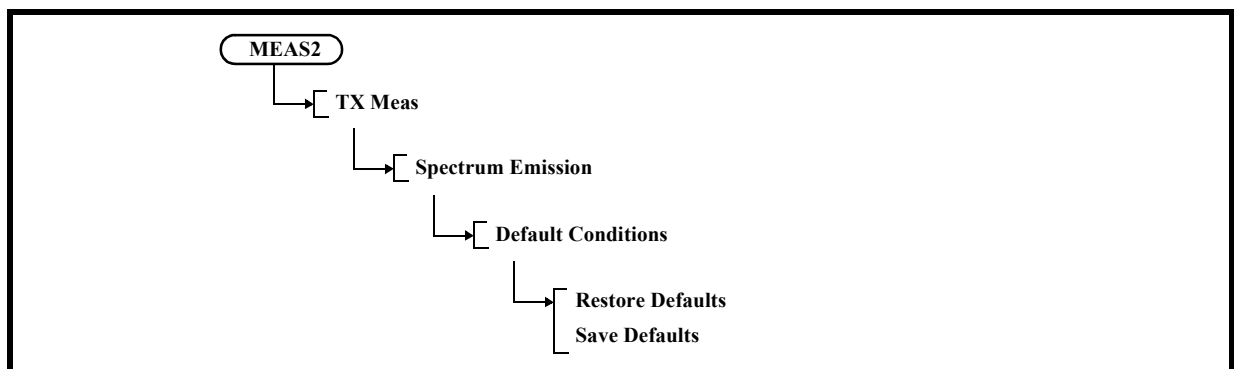 MEAS2
TX Meas
Spectrum Emission
Default Conditions
Restore Defaults
Save Defaults